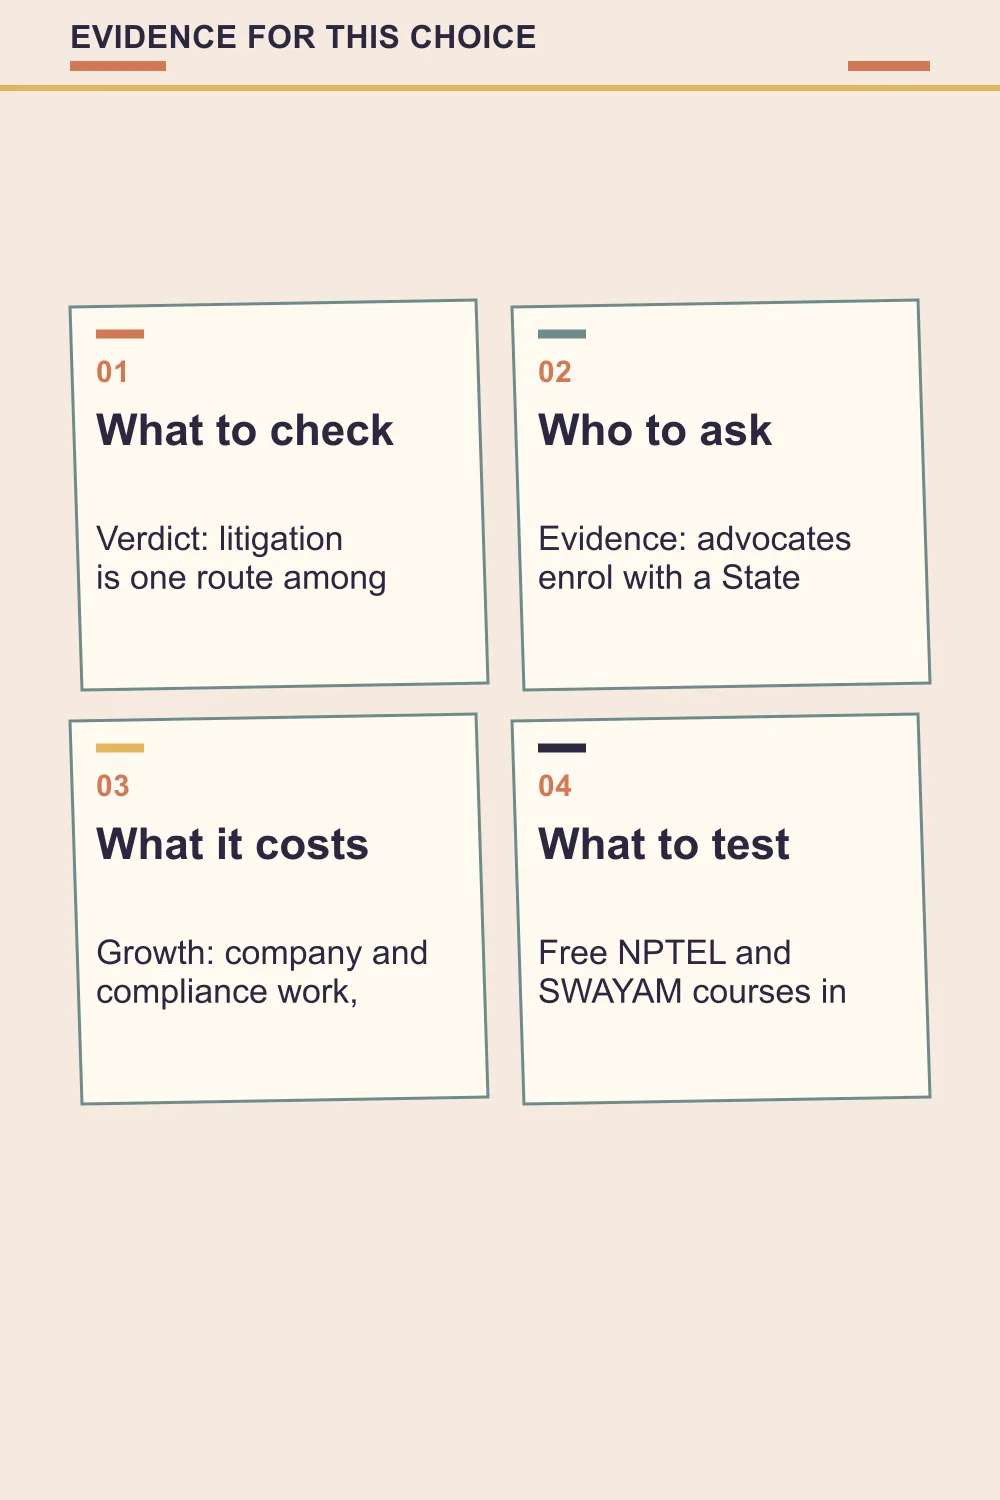 EVIDENCE FOR THIS CHOICE
01
What to check
Verdict: litigation
is one route among
02
Who to ask
Evidence: advocates
enrol with a State
03
What it costs
Growth: company and
compliance work,
04
What to test
Free NPTEL and
SWAYAM courses in